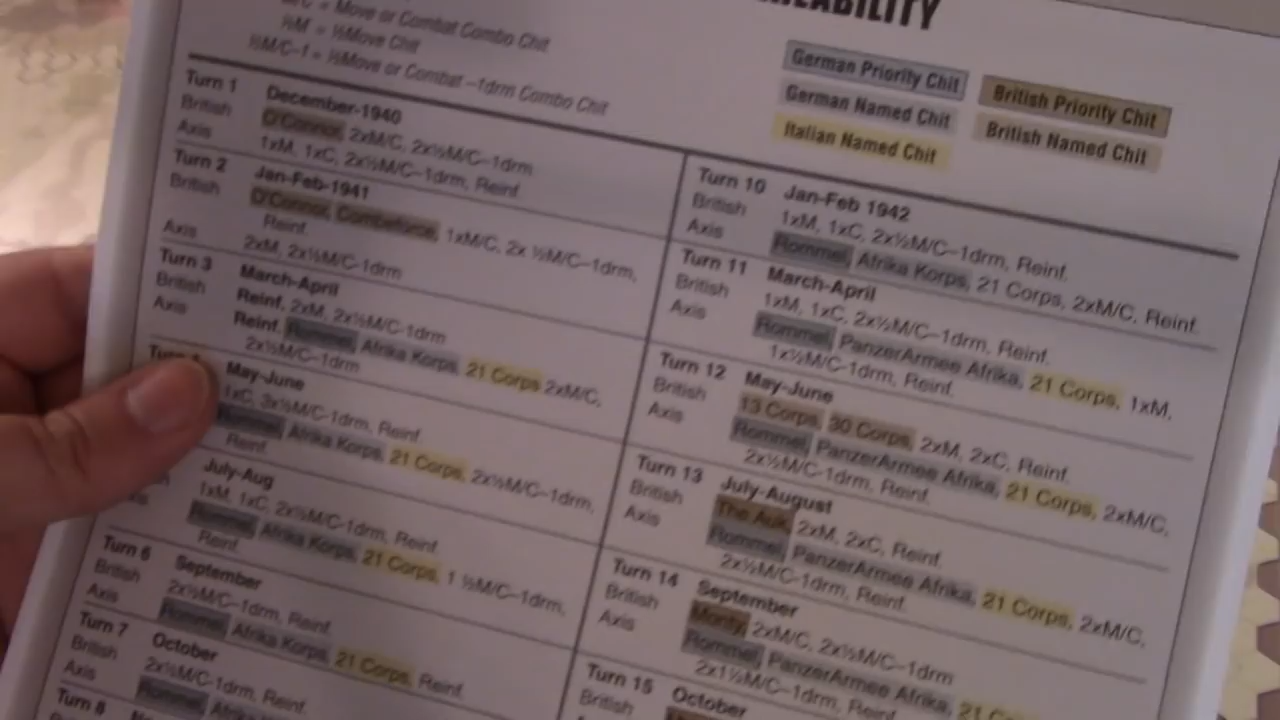 M/C = Move or Combat Combo Chit
½M = ½Move Chit
½M/C-1 = ½Move or Combat -1drm Combo Chit
German Priority Chit
German Named Chit
Italian Named Chit
British Priority Chit
British Named Chit
Turn 1 December-1940
British O'Connor, 2xM/C, 2x½M/C-1drm
Axis 1xM, 1xC, 2x½M/C-1drm, Reinf.
Turn 2 Jan-Feb-1941
British O'Connor, Combeforce, 1xM/C, 2x ½M/C-1drm,
Reinf.
Axis 2xM, 2x½M/C-1drm
Turn 3 March-April
British Reinf, 2xM, 2x½M/C-1drm
Axis Reinf, Rommel, Afrika Korps, 21 Corps 2xM/C,
2x½M/C-1drm
May-June
1xC, 3x½M/C-1drm, Reinf.
Rommel, Afrika Korps, 21 Corps, 2x½M/C-1drm,
Reinf.
July-Aug
1xM, 1xC, 2x½M/C-1drm, Reinf.
Rommel, Afrika Korps, 21 Corps, 1 ½M/C-1drm,
Reinf.
Turn 6 September
British 2x½M/C-1drm, Reinf.
Axis Rommel, Afrika Korps, 21 Corps, Reinf.
Turn 7 October
British 2x½M/C-1drm, Reinf.
Axis Rommel,
Turn 8
Turn 10 Jan-Feb 1942
British 1xM, 1xC, 2x½M/C-1drm, Reinf.
Axis Rommel, Afrika Korps, 21 Corps, 2xM/C, Reinf.
Turn 11 March-April
British 1xM, 1xC, 2x½M/C-1drm, Reinf.
Axis Rommel, PanzerArmee Afrika, 21 Corps, 1xM,
1x½M/C-1drm, Reinf.
Turn 12 May-June
British 13 Corps, 30 Corps, 2xM, 2xC, Reinf.
Axis Rommel, PanzerArmee Afrika, 21 Corps, 2xM/C,
2x½M/C-1drm, Reinf.
Turn 13 July-August
British The Auk, 2xM, 2xC, Reinf.
Axis Rommel, PanzerArmee Afrika, 21 Corps, 2xM/C,
2x½M/C-1drm, Reinf.
Turn 14 September
British Monty, 2xM/C, 2x½M/C-1drm
Axis Rommel, PanzerArmee Afrika, 21 C
2x1½M/C-1drm, Reinf.
Turn 15 October
British